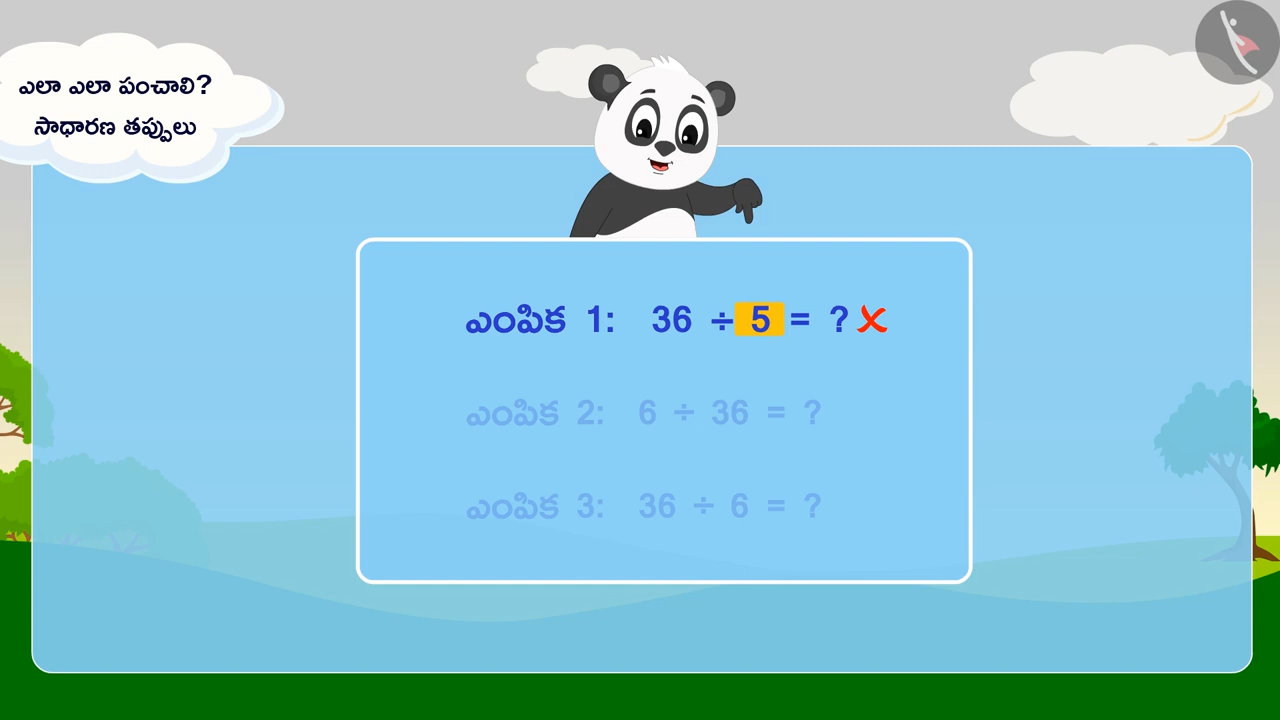 ఎలా ఎలా పంచాలి?
సాధారణ తప్పులు
ఎంపిక 1: 36 ÷ 5 = ?
ఎంపిక 2: 6 ÷ 36 = ?
ఎంపిక 3: 36 ÷ 6 = ?